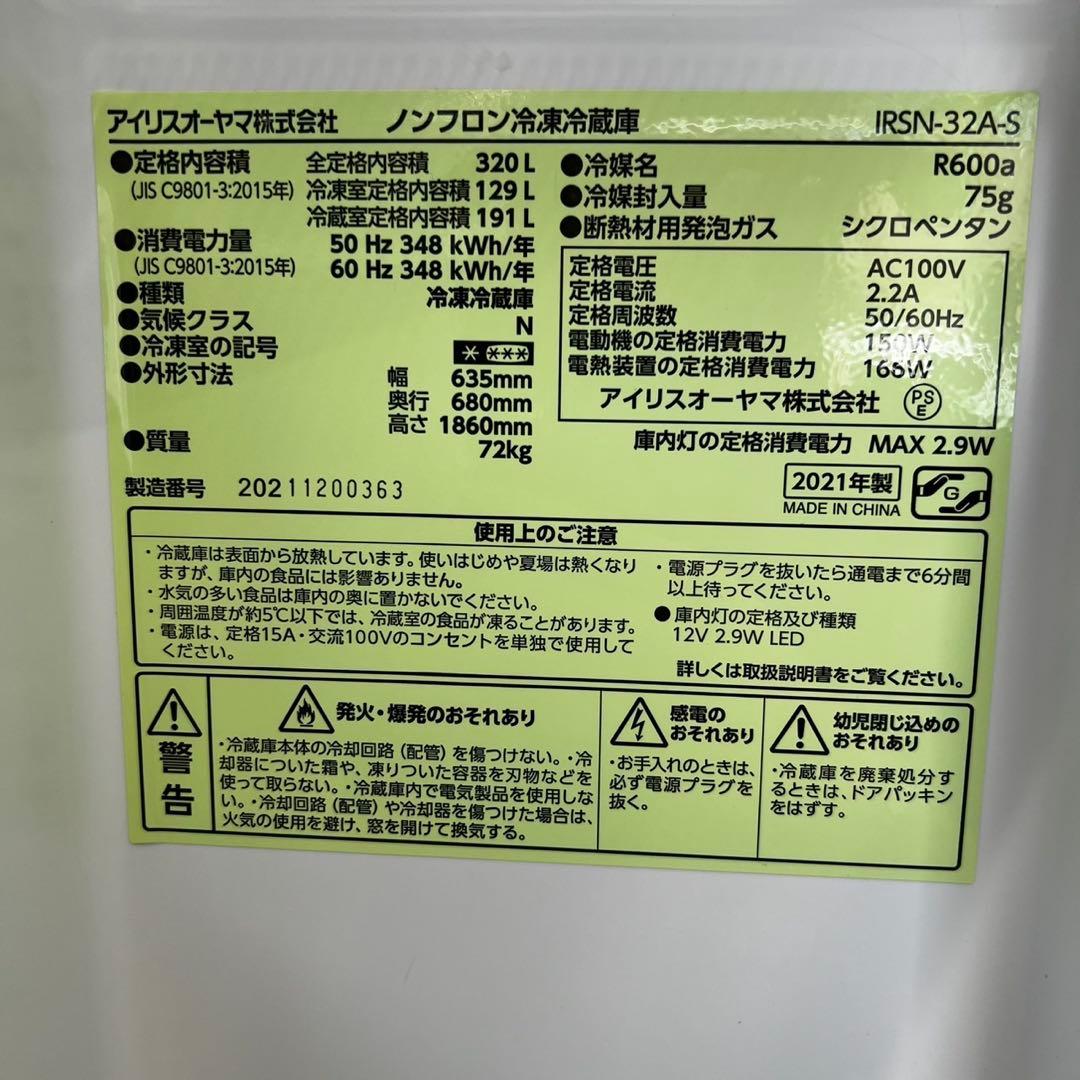 アイリスオーヤマ株式会社 ノンフロン冷凍冷蔵庫 IRSN-32A-S
●定格内容積 全定格内容積 320 L
(JIS C9801-3:2015年) 冷凍室定格内容積 129 L
冷蔵室定格内容積 191 L
●消費電力量 50 Hz 348 kWh/年
(JIS C9801-3:2015年) 60 Hz 348 kWh/年
●種類 冷凍冷蔵庫
●気候クラス N
●冷凍室の記号
●外形寸法 幅 635mm
奥行 680mm
高さ 1860mm
●質量 72kg
製造番号 20211200363
●冷媒名 R600a
●冷媒封入量 75g
●断熱材用発泡ガス シクロペンタン
定格電圧 AC100V
定格電流 2.2A
定格周波数 50/60Hz
電動機の定格消費電力
電熱装置の定格消費電力 168W
アイリスオーヤマ株式会社 PSE
庫内灯の定格消費電力 MAX 2.9W
2021年製
MADE IN CHINA
G
使用上のご注意
・冷蔵庫は表面から放熱しています。使いはじめや夏場は熱くなり
ますが、庫内の食品には影響ありません。
・水気の多い食品は庫内の奥に置かないでください。
・周囲温度が約5℃以下では、冷蔵室の食品が凍ることがあります。
・電源は、定格15A・交流100Vのコンセントを単独で使用して
ください。
・電源プラグを抜いたら通電まで6分間
以上待ってください。
●庫内灯の定格及び種類
12V 2.9W LED
詳しくは取扱説明書をご覧ください。
警告
発火・爆発のおそれあり
・冷蔵庫本体の冷却回路（配管）を傷つけない。・冷
却器についた霜や、凍りついた容器を刃物などを
使って取らない。・冷蔵庫内で電気製品を使用しな
い。・冷却回路（配管）や冷却器を傷つけた場合は、
火気の使用を避け、窓を開けて換気する。
感電の
おそれあり
・お手入れのときは、
必ず電源プラグを
抜く。
幼児閉じ込めの
おそれあり
・冷蔵庫を廃棄処分す
るときは、ドアパッキン
をはずす。